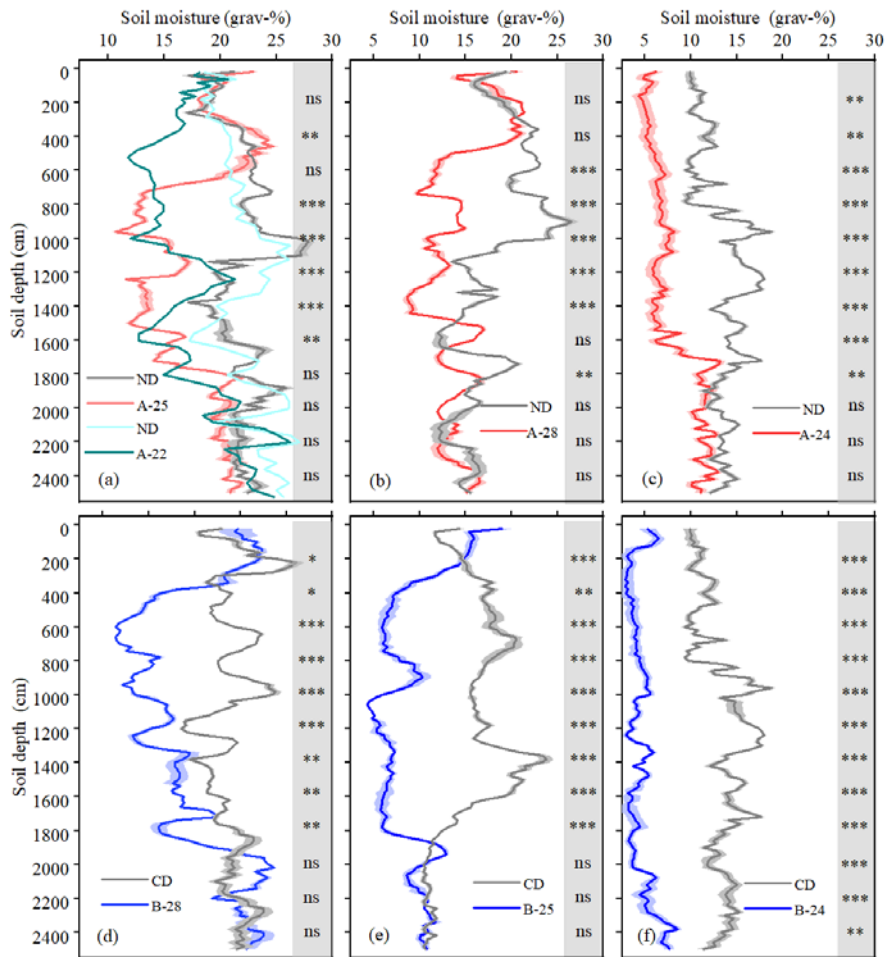 Soil moisture (grav-%) Soil moisture (grav-%) Soil moisture (grav-%)
10 15 20 25 30 5 10 15 20 25 30 5 10 15 20 25 30
Soil depth (cm)
0
200 ns ns **
400 ** ns **
600 ns *** ***
800 *** *** ***
1000 *** *** ***
1200 *** *** ***
1400 *** *** ***
1600 ** ns ***
1800 ns ** **
2000 ns ns ns
2200 ns ns ns
2400 ns ns ns
ND
A-25
ND
A-22
(a)
ND
A-28
(b)
ND
A-24
(c)
Soil depth (cm)
0
200 * *** ***
400 * ** ***
600 *** *** ***
800 *** *** ***
1000 *** *** ***
1200 *** *** ***
1400 ** *** ***
1600 ** *** ***
1800 ** *** ***
2000 ns ns ***
2200 ns ns ***
2400 ns ns **
CD
B-28
(d)
CD
B-25
(e)
CD
B-24
(f)